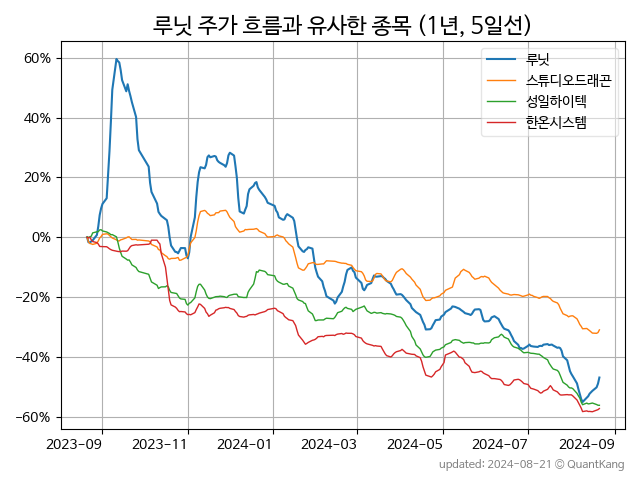 루닛 주가 흐름과 유사한 종목 (1년, 5일선)
루닛
스튜디오드래곤
성일하이텍
한온시스템
60%
40%
20%
0%
−20%
−40%
−60%
2023-09 2023-11 2024-01 2024-03 2024-05 2024-07 2024-09
updated: 2024-08-21 © QuantKang